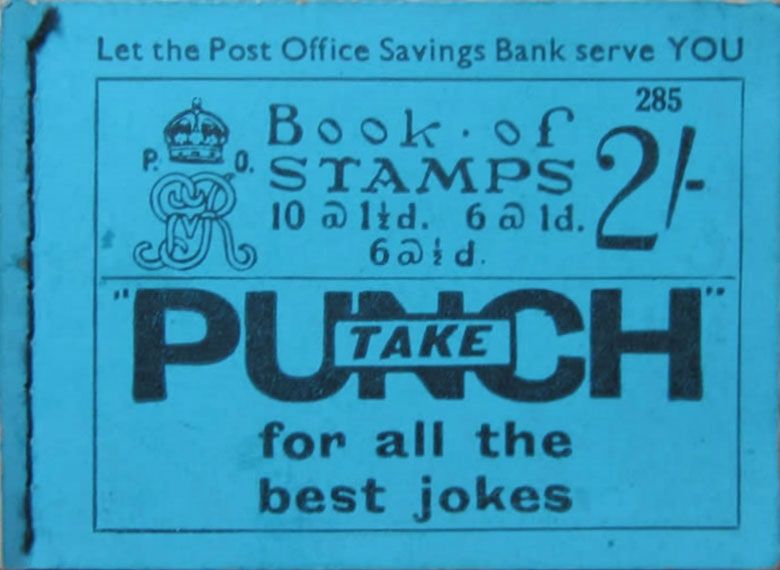 Let the Post Office Savings Bank serve YOU
285
P. O.
GR
Book · of
STAMPS
2/-
10 @ 1½d. 6 @ 1d.
6 @ ½d.
"PUNCH"
TAKE
for all the
best jokes